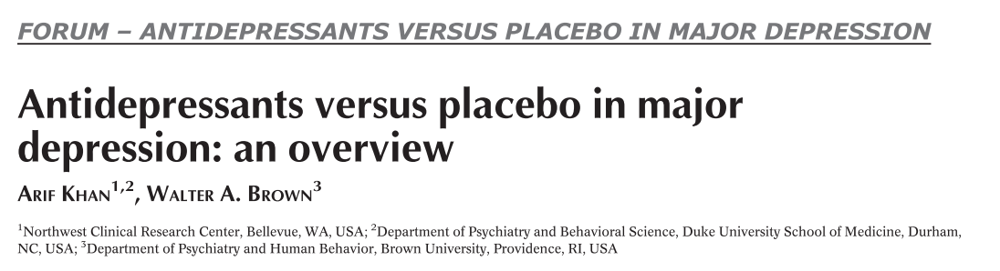 FORUM – ANTIDEPRESSANTS VERSUS PLACEBO IN MAJOR DEPRESSION
Antidepressants versus placebo in major
depression: an overview
Arif Khan1,2, Walter A. Brown3
1Northwest Clinical Research Center, Bellevue, WA, USA; 2Department of Psychiatry and Behavioral Science, Duke University School of Medicine, Durham,
NC, USA; 3Department of Psychiatry and Human Behavior, Brown University, Providence, RI, USA